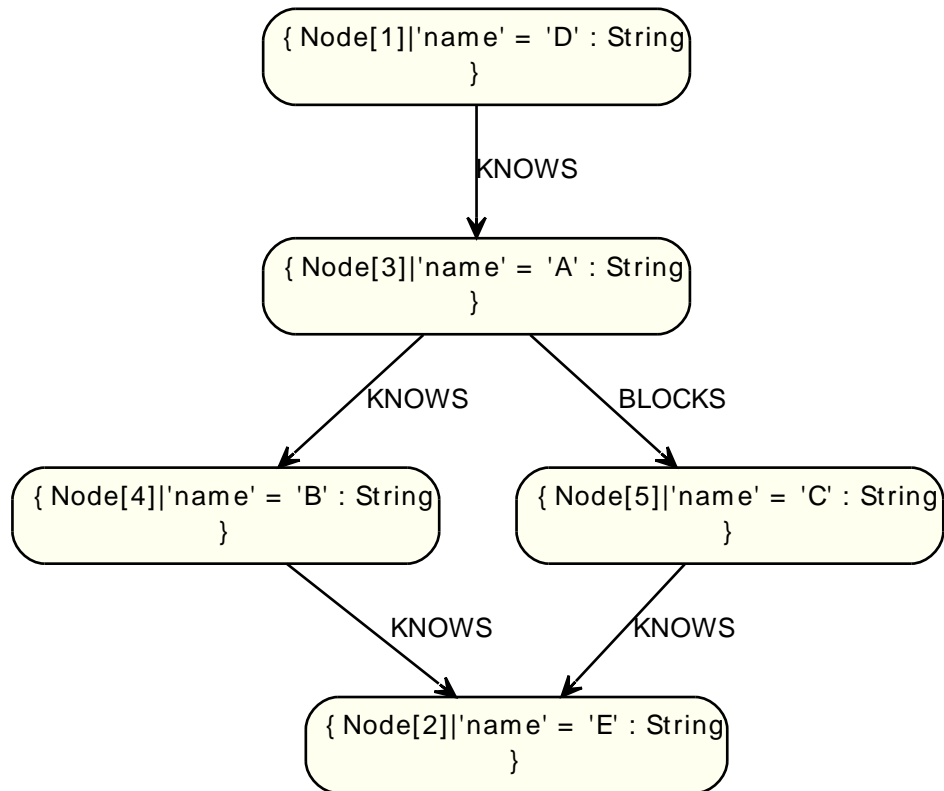 { Node[1]|'name' = 'D' : String
}
KNOWS
{ Node[3]|'name' = 'A' : String
}
KNOWS
BLOCKS
{ Node[4]|'name' = 'B' : String
}
{ Node[5]|'name' = 'C' : String
}
KNOWS
KNOWS
{ Node[2]|'name' = 'E' : String
}